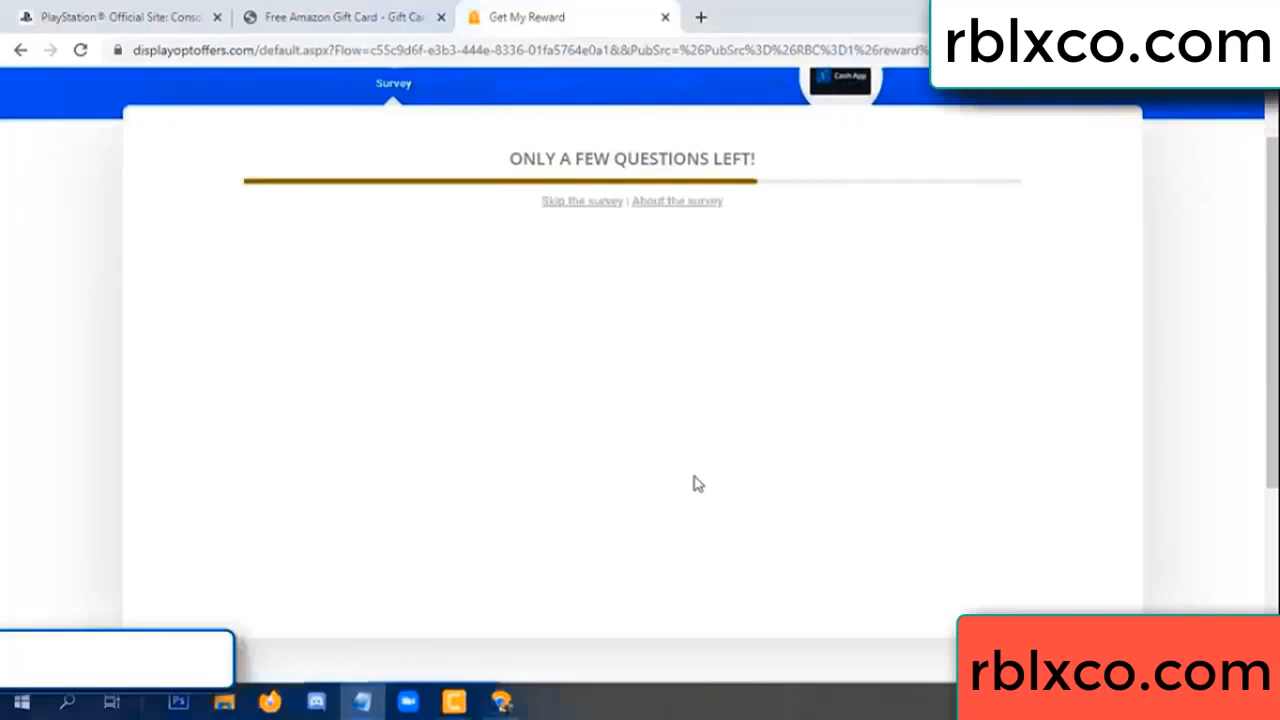 PlayStation® Official Site: Conso
Free Amazon Gift Card - Gift Car
Get My Reward
rblxco.com
displayoptoffers.com/default.aspx?Flow=c55c9d6f-e3b3-444e-8336-01fa5764e0a1&&PubSrc=%26PubSrc%3D%26RBC%3D1%26reward%
Survey
Cash App
ONLY A FEW QUESTIONS LEFT!
Skip the survey | About the survey
rblxco.com
Ps